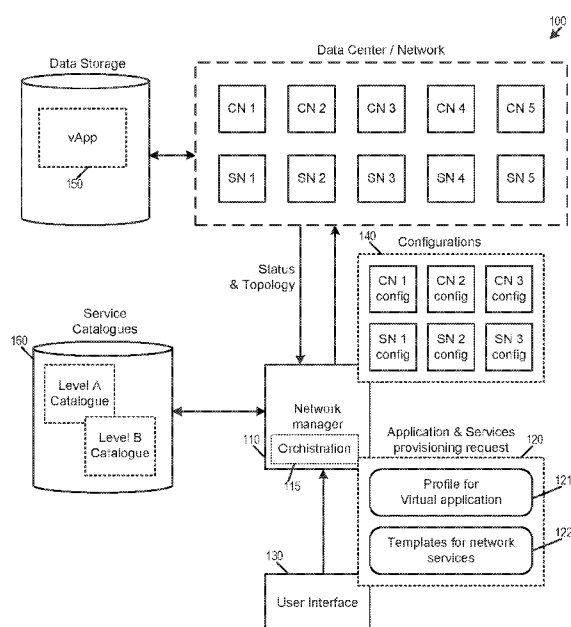 100
Data Center / Network
Data Storage
vApp
150
CN 1
CN 2
CN 3
CN 4
CN 5
SN 1
SN 2
SN 3
SN 4
SN 5
Status
& Topology
140
Configurations
CN 1
config
CN 2
config
CN 3
config
SN 1
config
SN 2
config
SN 3
config
Service
Catalogues
160
Level A
Catalogue
Level B
Catalogue
Network
manager
110
Orchistration
115
Application & Services
provisioning request
120
Profile for
Virtual application
121
Templates for network
services
122
130
User Interface